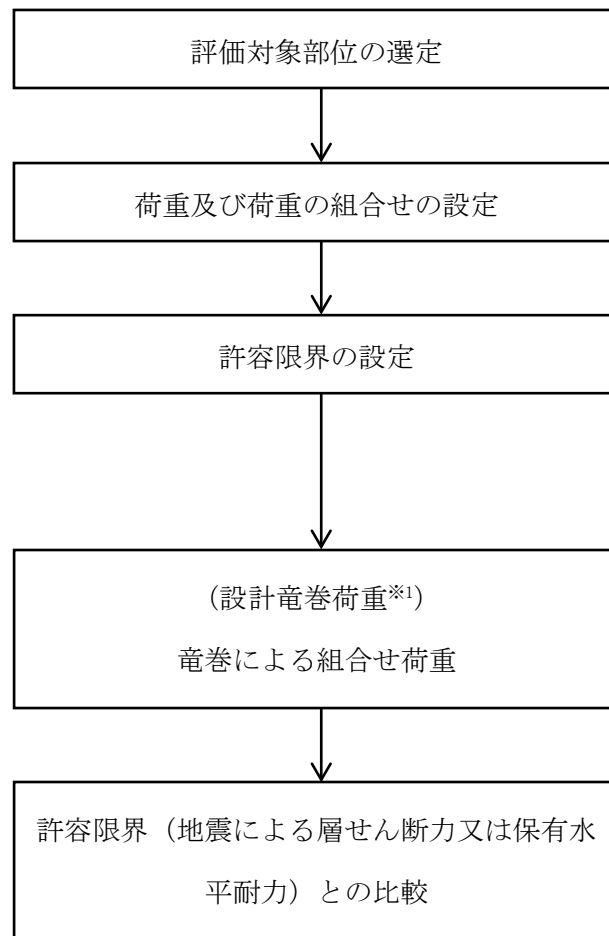 評価対象部位の選定
荷重及び荷重の組合せの設定
許容限界の設定
(設計竜巻荷重※1)
竜巻による組合せ荷重
許容限界（地震による層せん断力又は保有水
平耐力）との比較